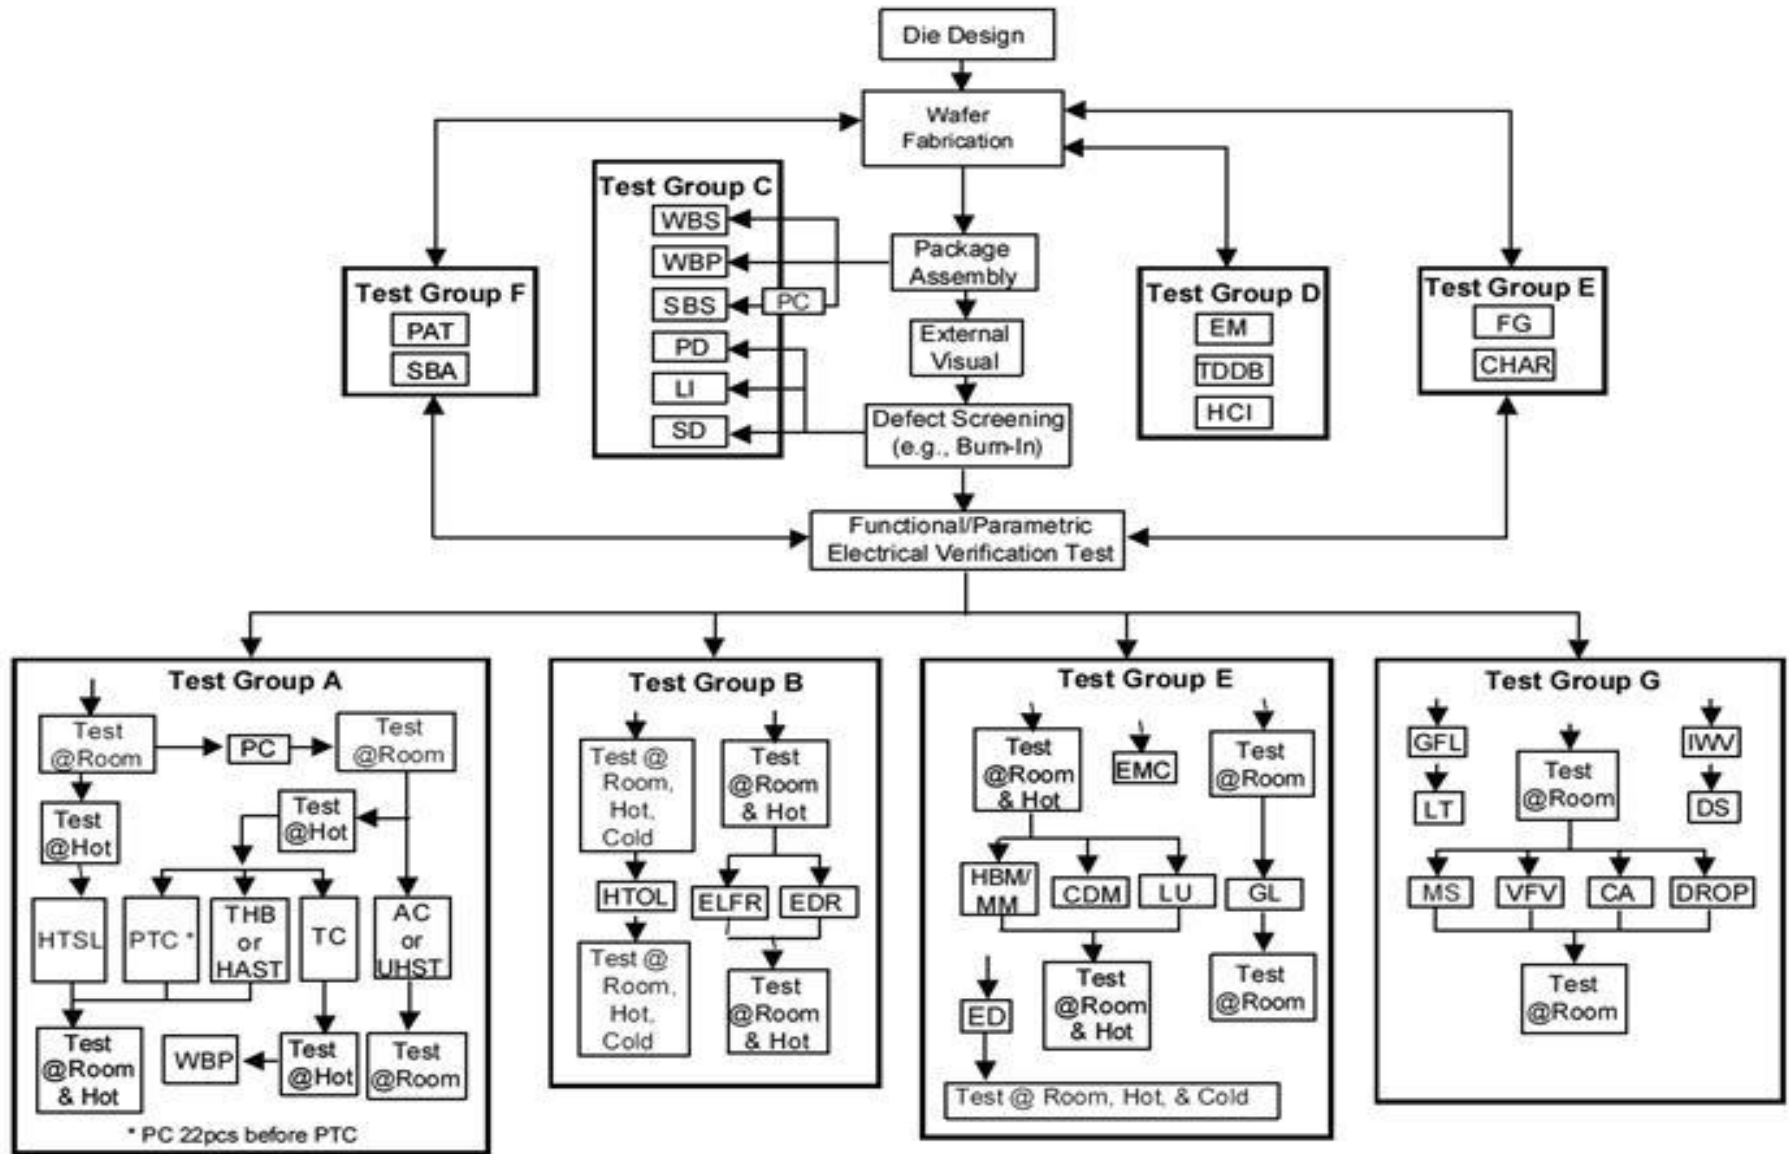 Die Design
Wafer
Fabrication
Test Group C
WBS
WBP
SBS
PC
PD
LI
SD
Package
Assembly
External
Visual
Defect Screening
(e.g., Burn-In)
Test Group F
PAT
SBA
Test Group D
EM
TDDB
HCI
Test Group E
FG
CHAR
Functional/Parametric
Electrical Verification Test
Test Group A
Test
@Room
PC
Test
@Room
Test
@Hot
Test
@Hot
HTSL
PTC *
THB
or
HAST
TC
AC
or
UHST
Test
@Room
& Hot
WBP
Test
@Hot
Test
@Room
* PC 22pcs before PTC
Test Group B
Test @
Room,
Hot,
Cold
HTOL
Test @
Room,
Hot,
Cold
Test
@Room
& Hot
ELFR
EDR
Test
@Room
& Hot
Test Group E
Test
@Room
& Hot
EMC
Test
@Room
HBM/
MM
CDM
LU
GL
Test
@Room
& Hot
Test
@Room
ED
Test @ Room, Hot, & Cold
Test Group G
GFL
LT
Test
@Room
IWV
DS
MS
VFV
CA
DROP
Test
@Room